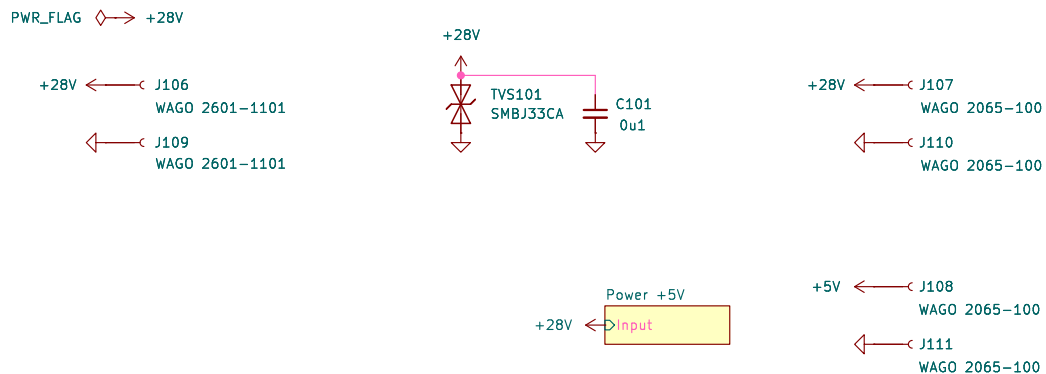 PWR_FLAG +28V
+28V
+28V J106
WAGO 2601-1101
J109
WAGO 2601-1101
TVS101
SMBJ33CA
C101
0u1
+28V J107
WAGO 2065-100
J110
WAGO 2065-100
Power +5V
+28V Input
+5V J108
WAGO 2065-100
J111
WAGO 2065-100